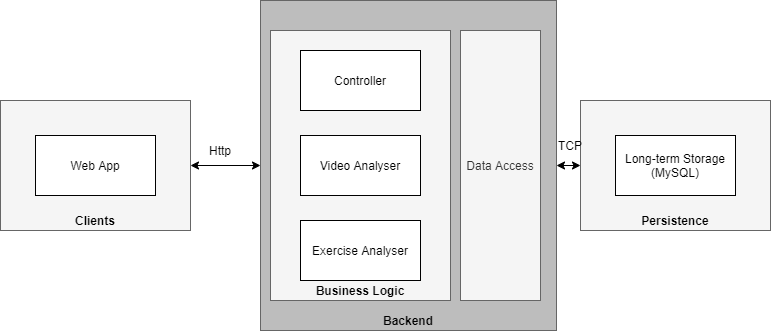 Web App
Clients
Http
Controller
Video Analyser
Exercise Analyser
Business Logic
Data Access
Backend
TCP
Long-term Storage
(MySQL)
Persistence